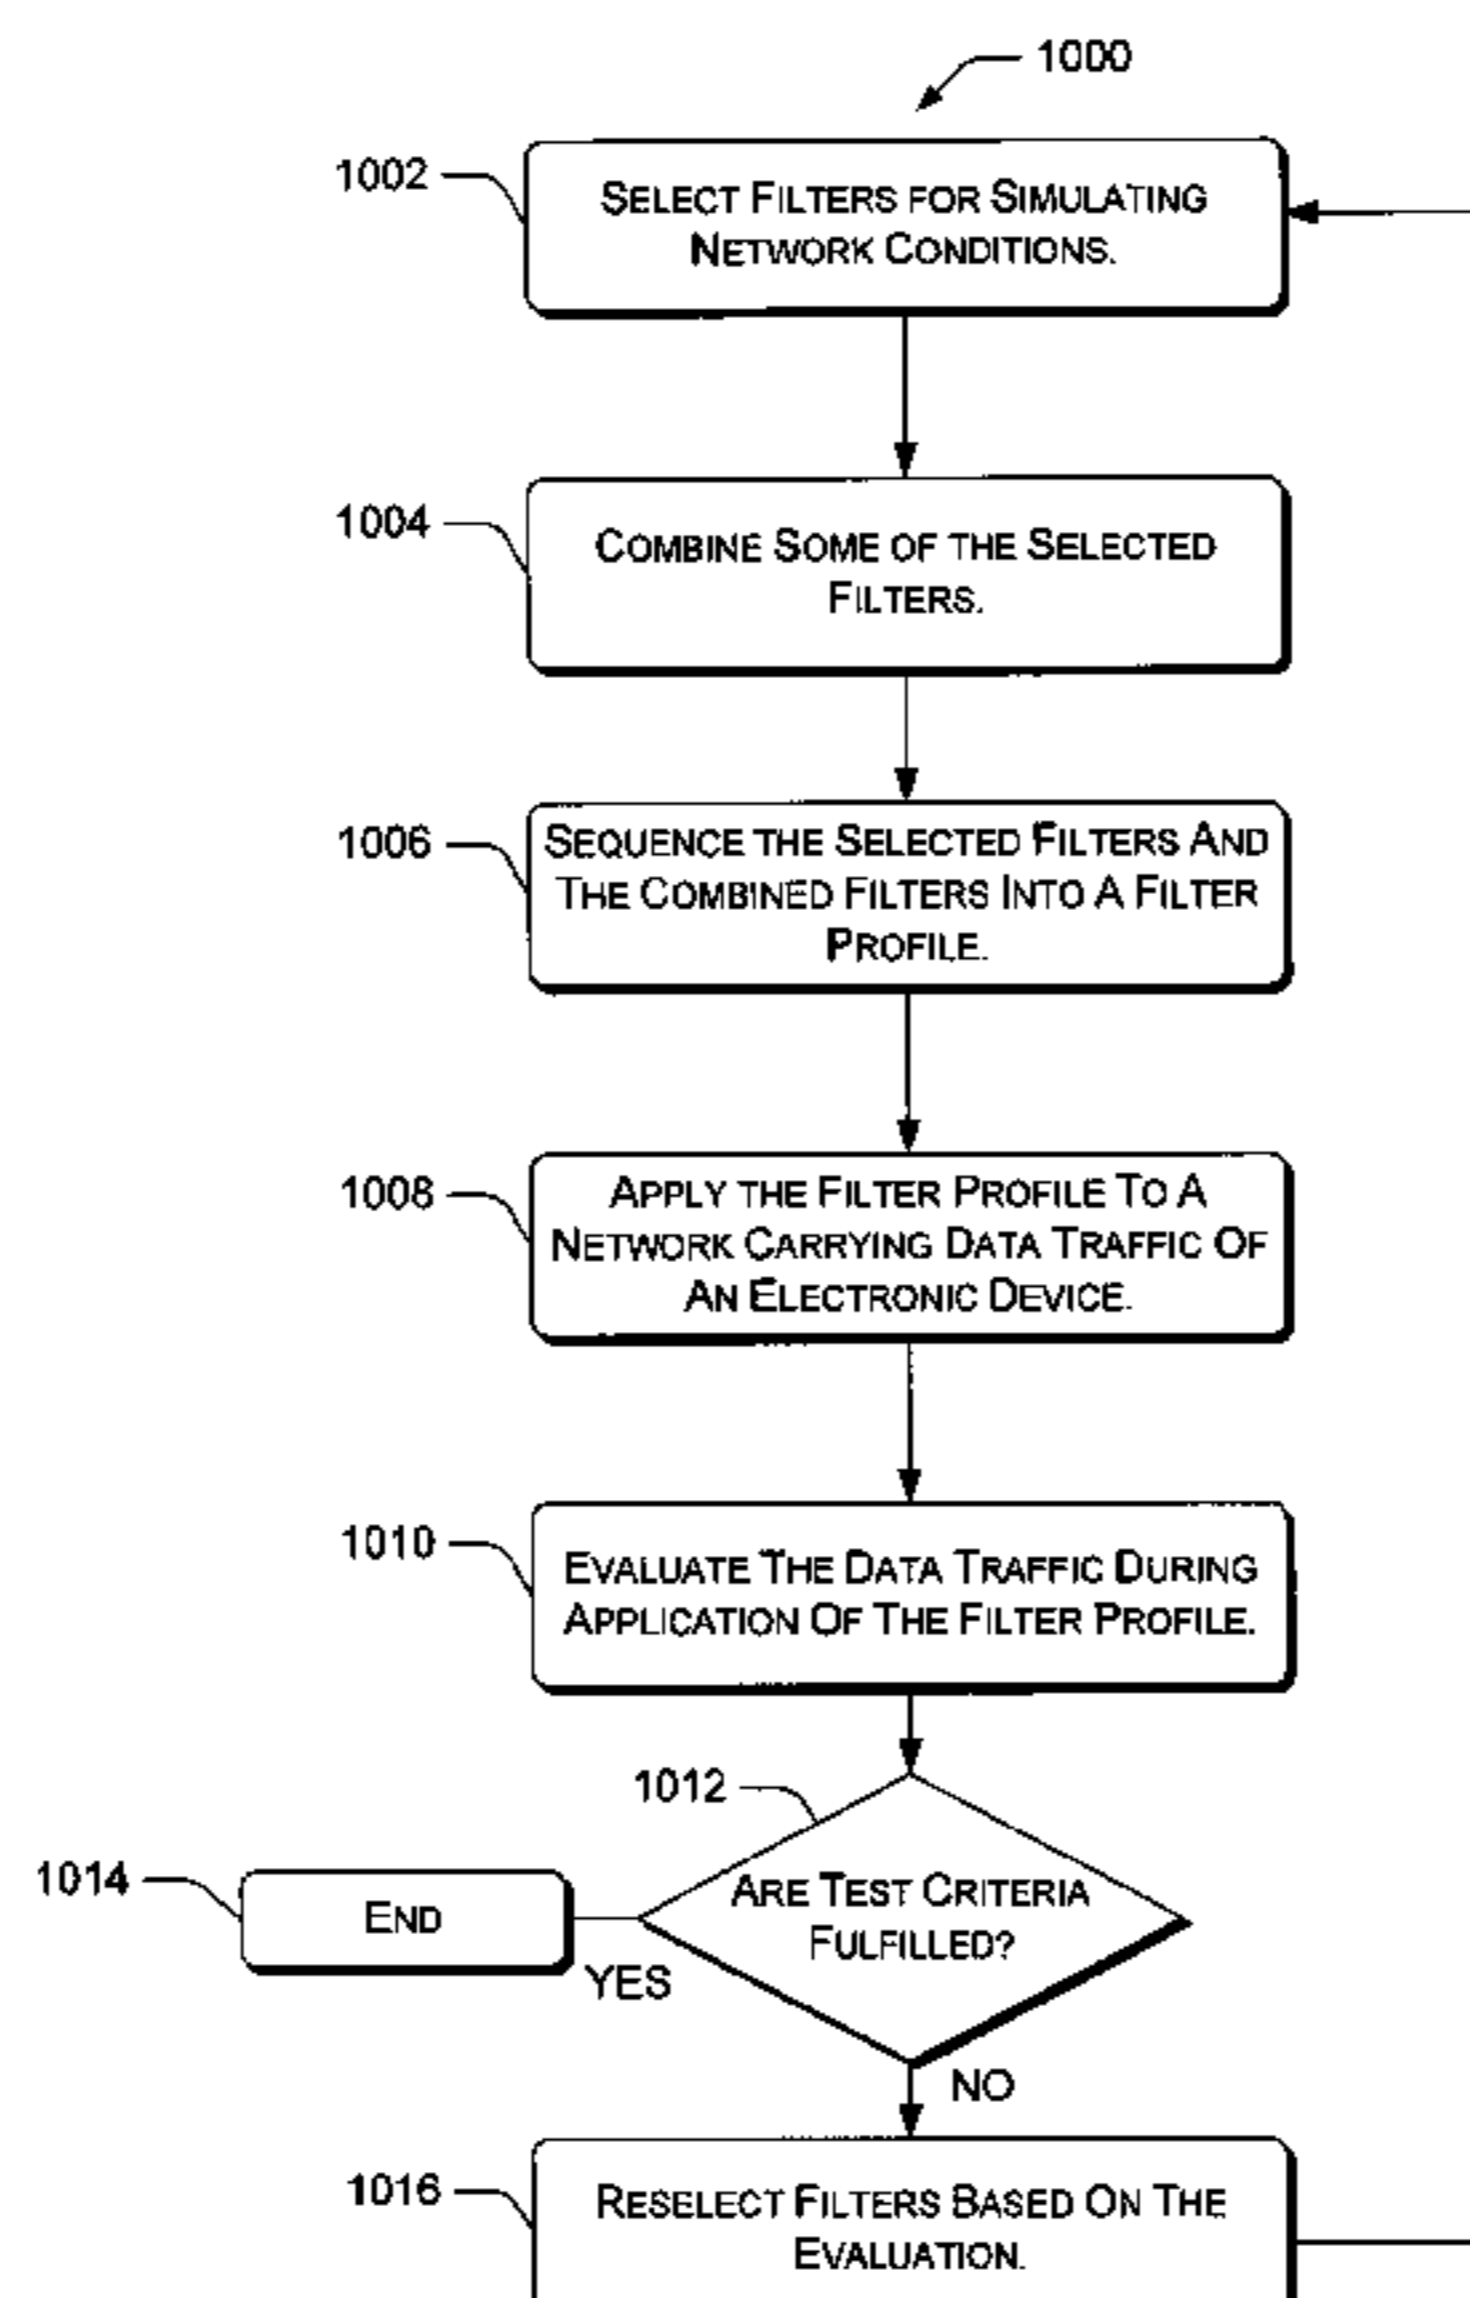 1000
1002
SELECT FILTERS FOR SIMULATING
NETWORK CONDITIONS.
1004
COMBINE SOME OF THE SELECTED
FILTERS.
1006
SEQUENCE THE SELECTED FILTERS AND
THE COMBINED FILTERS INTO A FILTER
PROFILE.
1008
APPLY THE FILTER PROFILE TO A
NETWORK CARRYING DATA TRAFFIC OF
AN ELECTRONIC DEVICE.
1010
EVALUATE THE DATA TRAFFIC DURING
APPLICATION OF THE FILTER PROFILE.
1012
ARE TEST CRITERIA
FULFILLED?
1014
END
YES
NO
1016
RESELECT FILTERS BASED ON THE
EVALUATION.